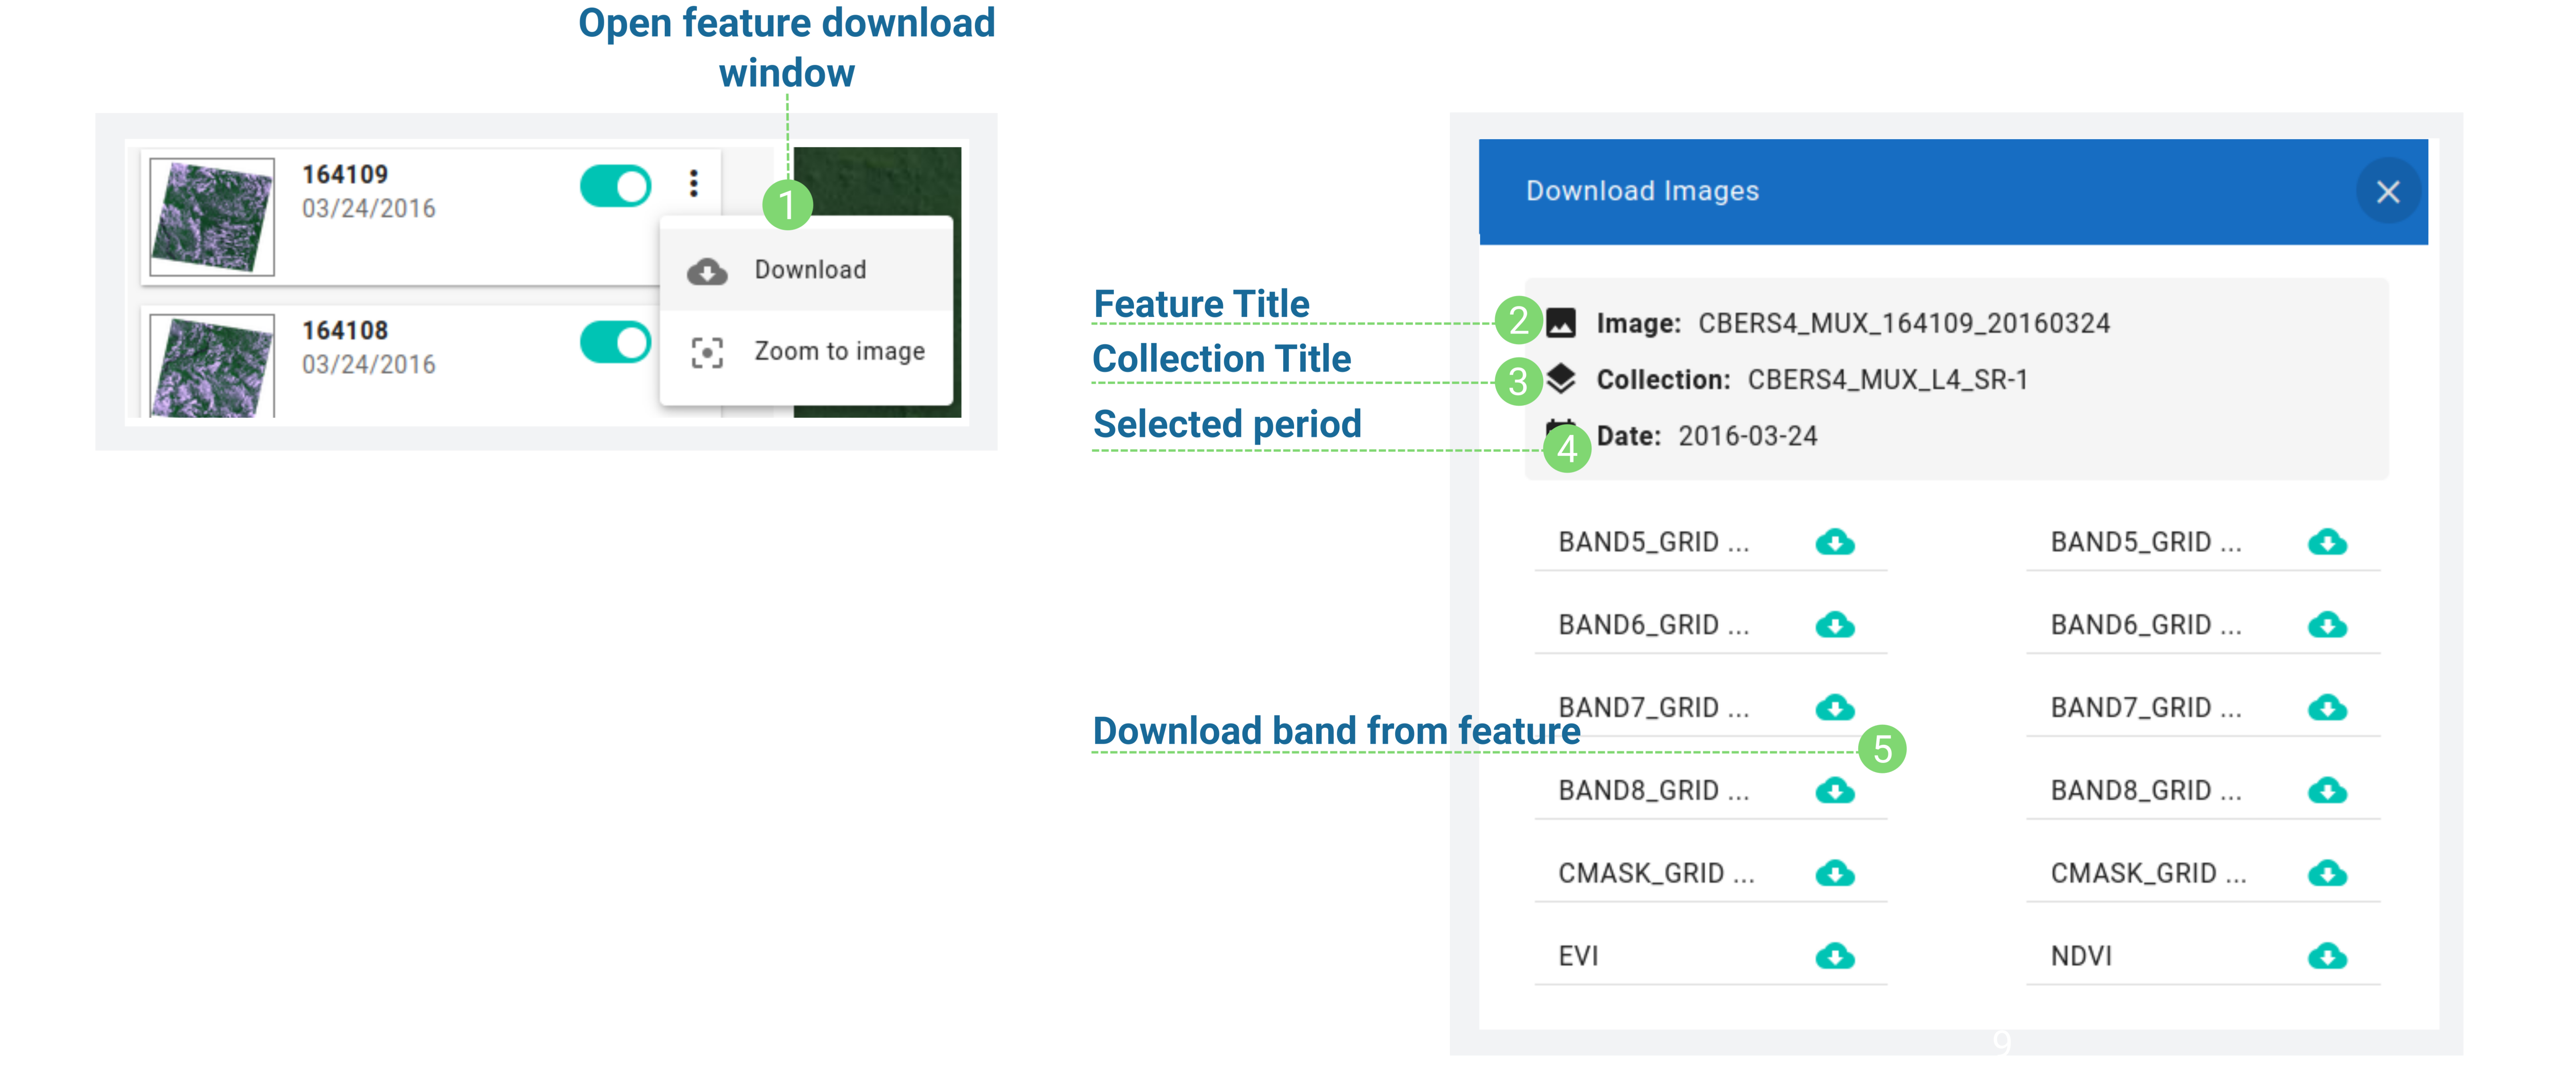 Open feature download
window
1
164109
03/24/2016
Download
Zoom to image
164108
03/24/2016
Download Images
Feature Title
2
Image: CBERS4_MUX_164109_20160324
Collection Title
3
Collection: CBERS4_MUX_L4_SR-1
Selected period
4
Date: 2016-03-24
BAND5_GRID ...
BAND5_GRID ...
BAND6_GRID ...
BAND6_GRID ...
BAND7_GRID ...
BAND7_GRID ...
Download band from feature
5
BAND8_GRID ...
BAND8_GRID ...
CMASK_GRID ...
CMASK_GRID ...
EVI
NDVI
9